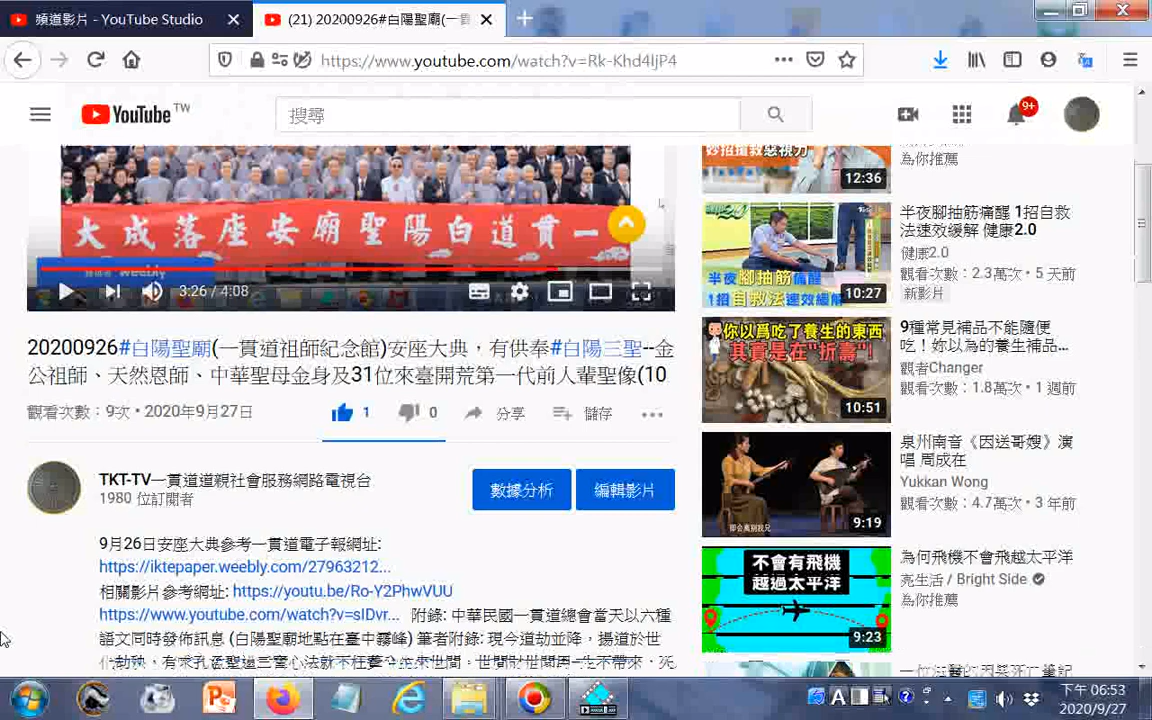 頻道影片 - YouTube Studio
(21) 20200926#白陽聖廟(一貫
https://www.youtube.com/watch?v=Rk-Khd4ljP4
YouTube TW
搜尋
9+
大成落座安廟聖陽白道貫一
weebly
3:26 / 4:08
20200926#白陽聖廟(一貫道祖師紀念館)安座大典，有供奉#白陽三聖--金
公祖師、天然恩師、中華聖母金身及31位來臺開荒第一代前人輩聖像(10
觀看次數：9次 • 2020年9月27日
1
0
分享
儲存
TKT-TV一貫道道親社會服務網路電視台
1980 位訂閱者
數據分析
編輯影片
9月26日安座大典參考一貫道電子報網址:
https://iktepaper.weebly.com/27963212...
相關影片參考網址: https://youtu.be/Ro-Y2PhwVUU
https://www.youtube.com/watch?v=sIDvr... 附錄: 中華民國一貫道總會當天以六種
語文同時發佈訊息 (白陽聖廟地點在臺中霧峰) 筆者附錄: 現今道劫並降，揚道於世
12:36
為你推薦
半夜腳抽筋痛醒
1招自救法速效緩解
10:27
半夜腳抽筋痛醒 1招自救
法速效緩解 健康2.0
健康2.0
觀看次數：2.3萬次 • 5 天前
新影片
你以為吃了養生的東西
其實是在"折壽"!
10:51
9種常見補品不能隨便
吃！妳以為的養生補品...
觀者Changer
觀看次數：1.8萬次 • 1 週前
9:19
泉州南音《因送哥嫂》演
唱 周成在
Yukkan Wong
觀看次數：4.7萬次 • 3 年前
不會有飛機
越過太平洋
9:23
為何飛機不會飛越太平洋
亮生活 / Bright Side
為你推薦
A
下午 06:53
2020/9/27